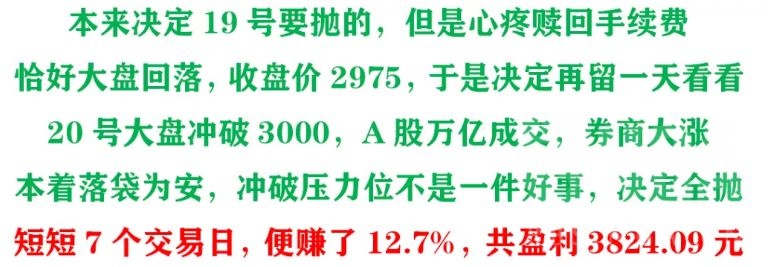 本来决定 19 号要抛的，但是心疼赎回手续费
恰好大盘回落，收盘价 2975，于是决定再留一天看看
20 号大盘冲破 3000，A 股万亿成交，券商大涨
本着落袋为安，冲破压力位不是一件好事，决定全抛
短短 7 个交易日，便赚了 12.7%，共盈利 3824.09 元